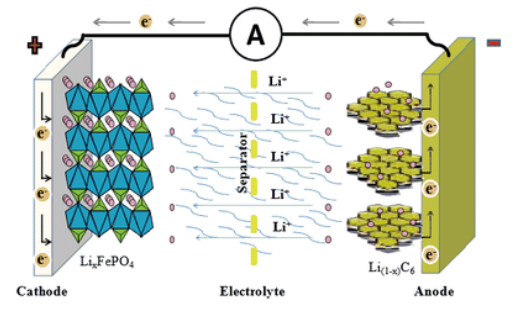 e⁻ e⁻
A
+ −
Li⁺
Li⁺
Li⁺
Li⁺
Li⁺
Separator
e⁻ e⁻
e⁻ e⁻
e⁻ e⁻
LiₓFePO₄ Li₍₁₋ₓ₎C₆
Cathode Electrolyte Anode